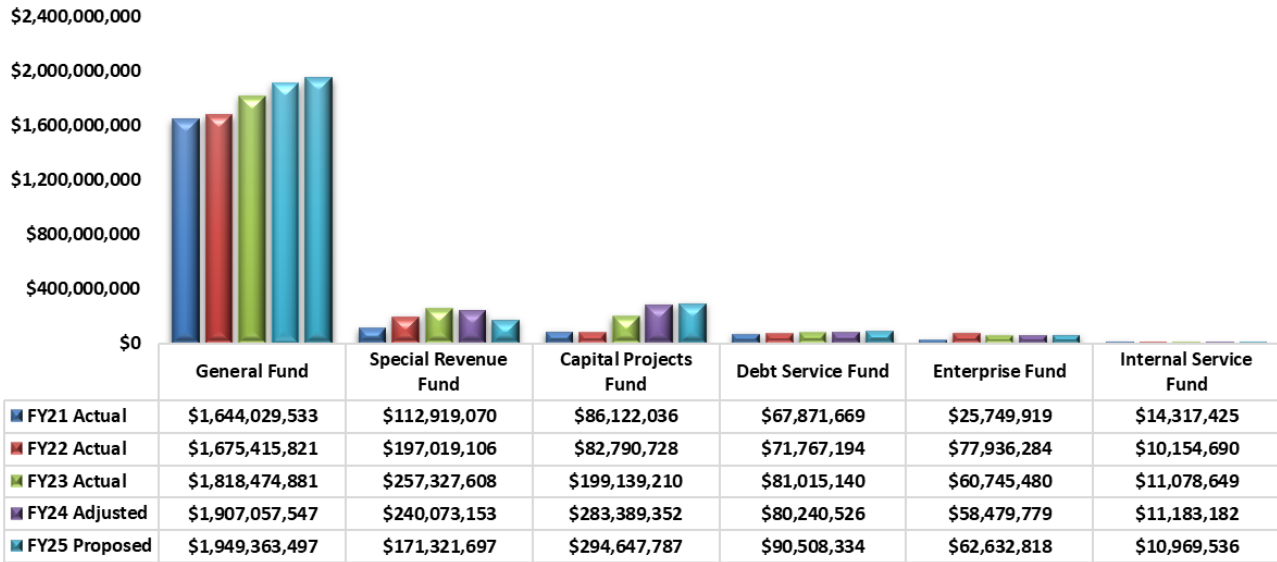 $2,400,000,000
$2,000,000,000
$1,600,000,000
$1,200,000,000
$800,000,000
$400,000,000
$0
General Fund Special Revenue Fund Capital Projects Fund Debt Service Fund Enterprise Fund Internal Service Fund
FY21 Actual $1,644,029,533 $112,919,070 $86,122,036 $67,871,669 $25,749,919 $14,317,425
FY22 Actual $1,675,415,821 $197,019,106 $82,790,728 $71,767,194 $77,936,284 $10,154,690
FY23 Actual $1,818,474,881 $257,327,608 $199,139,210 $81,015,140 $60,745,480 $11,078,649
FY24 Adjusted $1,907,057,547 $240,073,153 $283,389,352 $80,240,526 $58,479,779 $11,183,182
FY25 Proposed $1,949,363,497 $171,321,697 $294,647,787 $90,508,334 $62,632,818 $10,969,536